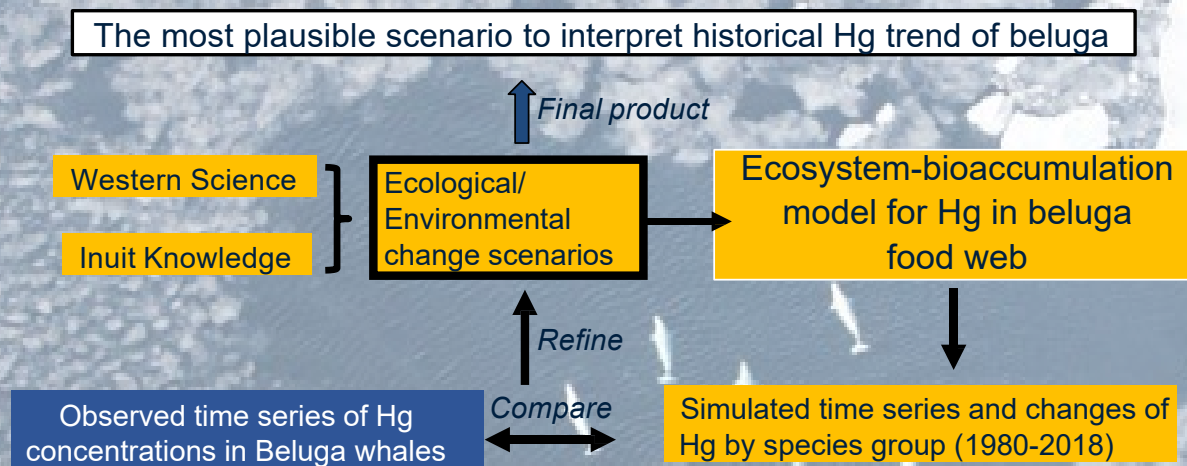 The most plausible scenario to interpret historical Hg trend of beluga
Final product
Western Science
Inuit Knowledge
Ecological/
Environmental
change scenarios
Ecosystem-bioaccumulation
model for Hg in beluga
food web
Refine
Observed time series of Hg
concentrations in Beluga whales
Compare
Simulated time series and changes of
Hg by species group (1980-2018)